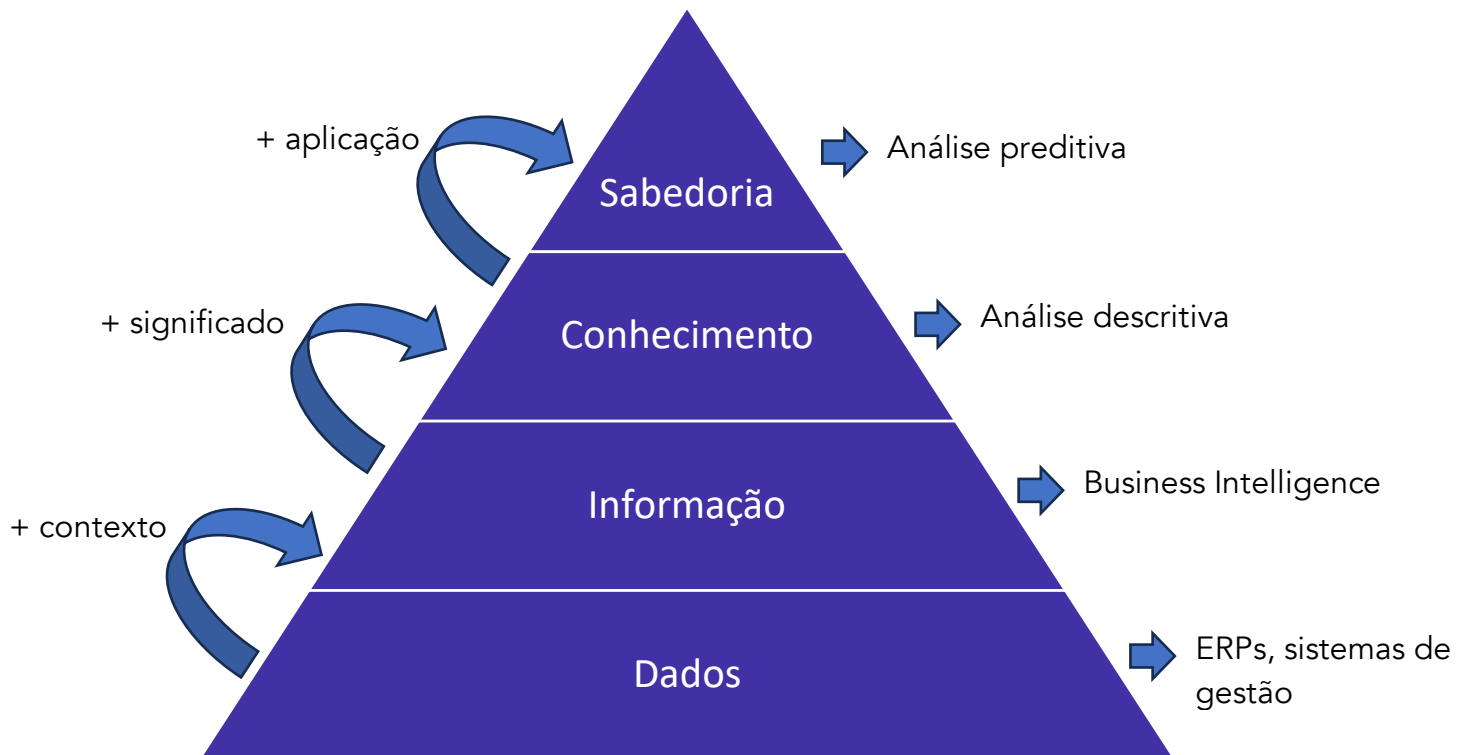 + aplicação
Análise preditiva
Sabedoria
+ significado
Análise descritiva
Conhecimento
Business Intelligence
Informação
+ contexto
ERPs, sistemas de
gestão
Dados